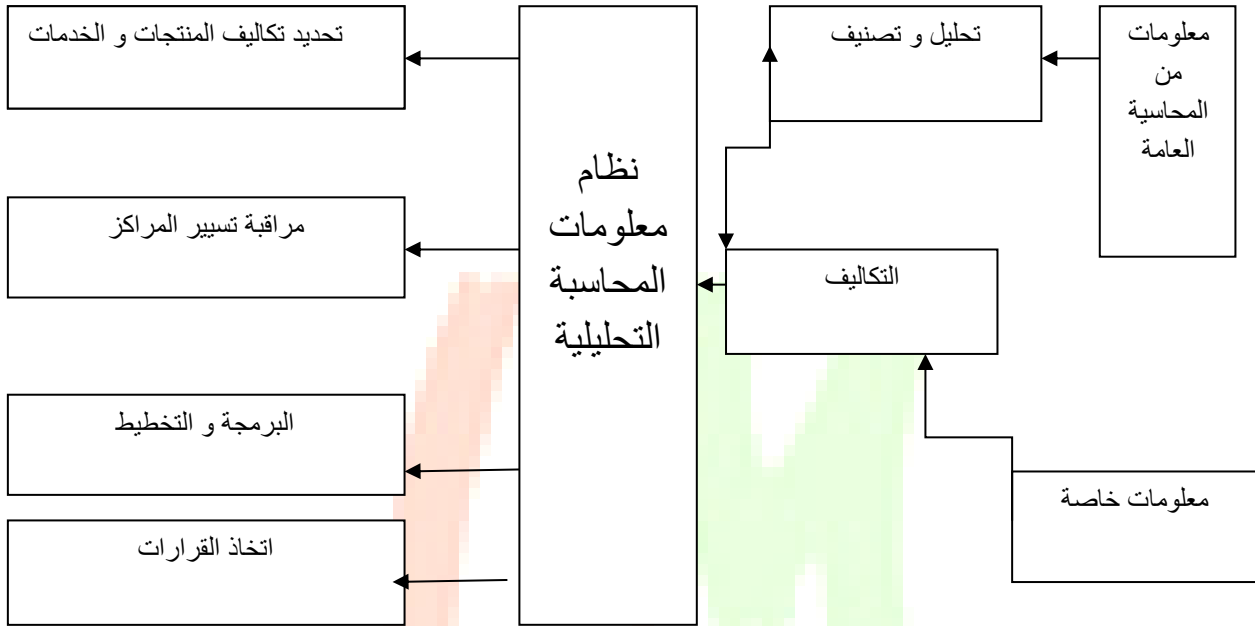 معلومات
من
المحاسبة
العامة
تحليل و تصنيف
التكاليف
معلومات خاصة
نظام
معلومات
المحاسبة
التحليلية
تحديد تكاليف المنتجات و الخدمات
مراقبة تسيير المراكز
البرمجة و التخطيط
اتخاذ القرارات